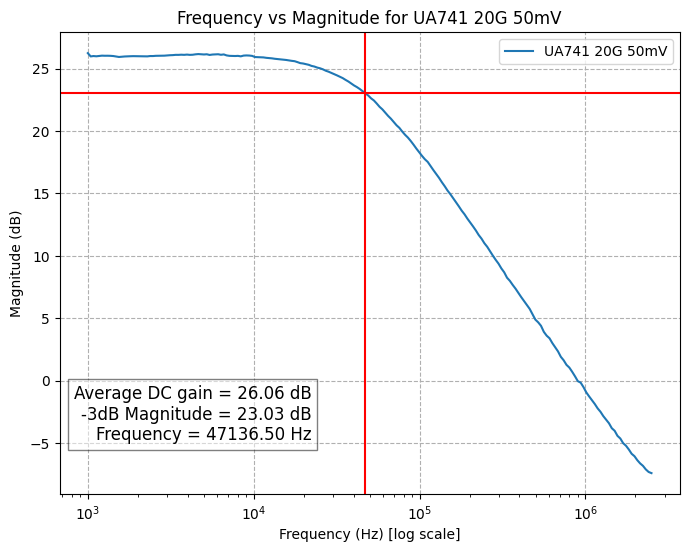 Frequency vs Magnitude for UA741 20G 50mV
UA741 20G 50mV
Magnitude (dB)
25
20
15
10
5
0
−5
Average DC gain = 26.06 dB
-3dB Magnitude = 23.03 dB
Frequency = 47136.50 Hz
10³ 10⁴ 10⁵ 10⁶
Frequency (Hz) [log scale]